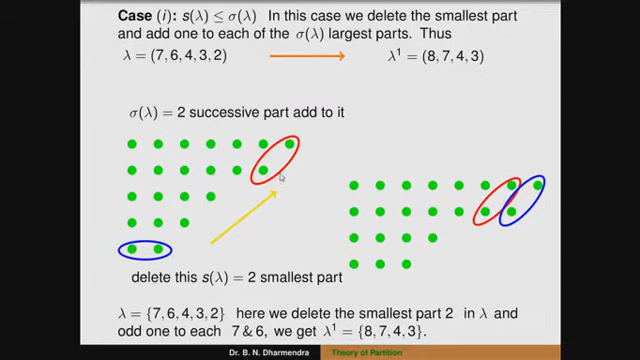 Case (i): s(λ) ≤ σ(λ) In this case we delete the smallest part
and add one to each of the σ(λ) largest parts. Thus
λ = (7, 6, 4, 3, 2) → λ¹ = (8, 7, 4, 3)
σ(λ) = 2 successive part add to it
delete this s(λ) = 2 smallest part
λ = {7, 6, 4, 3, 2} here we delete the smallest part 2 in λ and
odd one to each 7 & 6, we get λ¹ = {8, 7, 4, 3}.
Dr. B. N. Dharmendra Theory of Partition